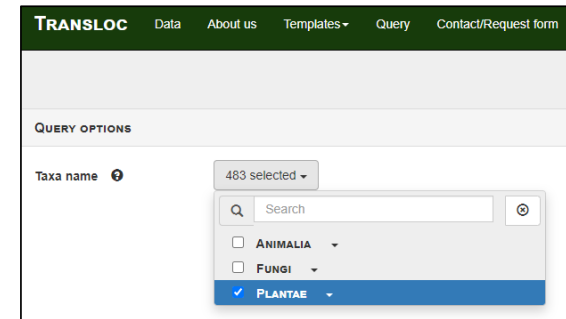 TRANSLOC Data About us Templates Query Contact/Request form
QUERY OPTIONS
Taxa name 483 selected
Search
ANIMALIA
FUNGI
PLANTAE